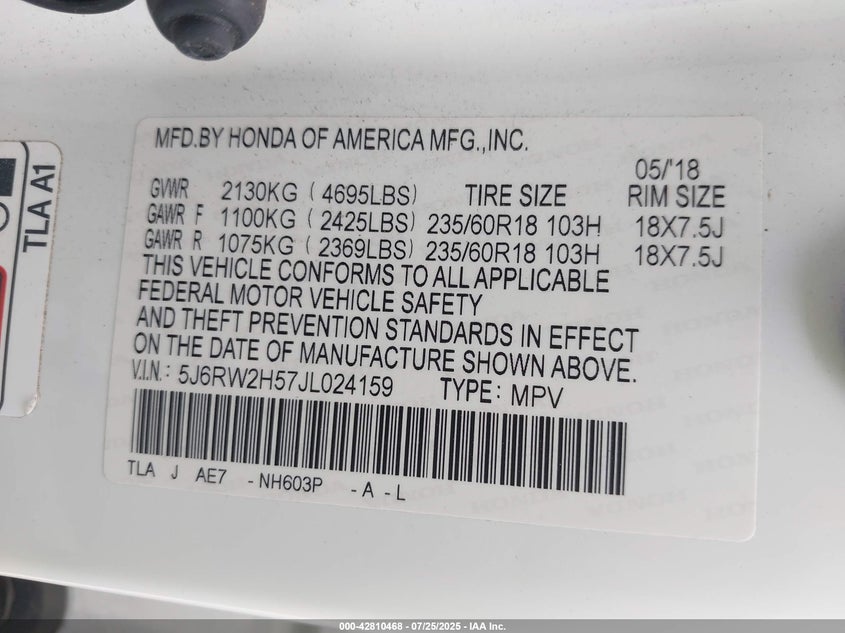 MFD.BY HONDA OF AMERICA MFG.,INC.
05/'18
GVWR 2130KG ( 4695LBS) TIRE SIZE RIM SIZE
GAWR F 1100KG ( 2425LBS) 235/60R18 103H 18X7.5J
GAWR R 1075KG ( 2369LBS) 235/60R18 103H 18X7.5J
THIS VEHICLE CONFORMS TO ALL APPLICABLE
FEDERAL MOTOR VEHICLE SAFETY
AND THEFT PREVENTION STANDARDS IN EFFECT
ON THE DATE OF MANUFACTURE SHOWN ABOVE.
V.I.N.: 5J6RW2H57JL024159 TYPE: MPV
TLA J AE7 - NH603P - A - L
TLA A1
000-42810468 - 07/25/2025 - IAA Inc.